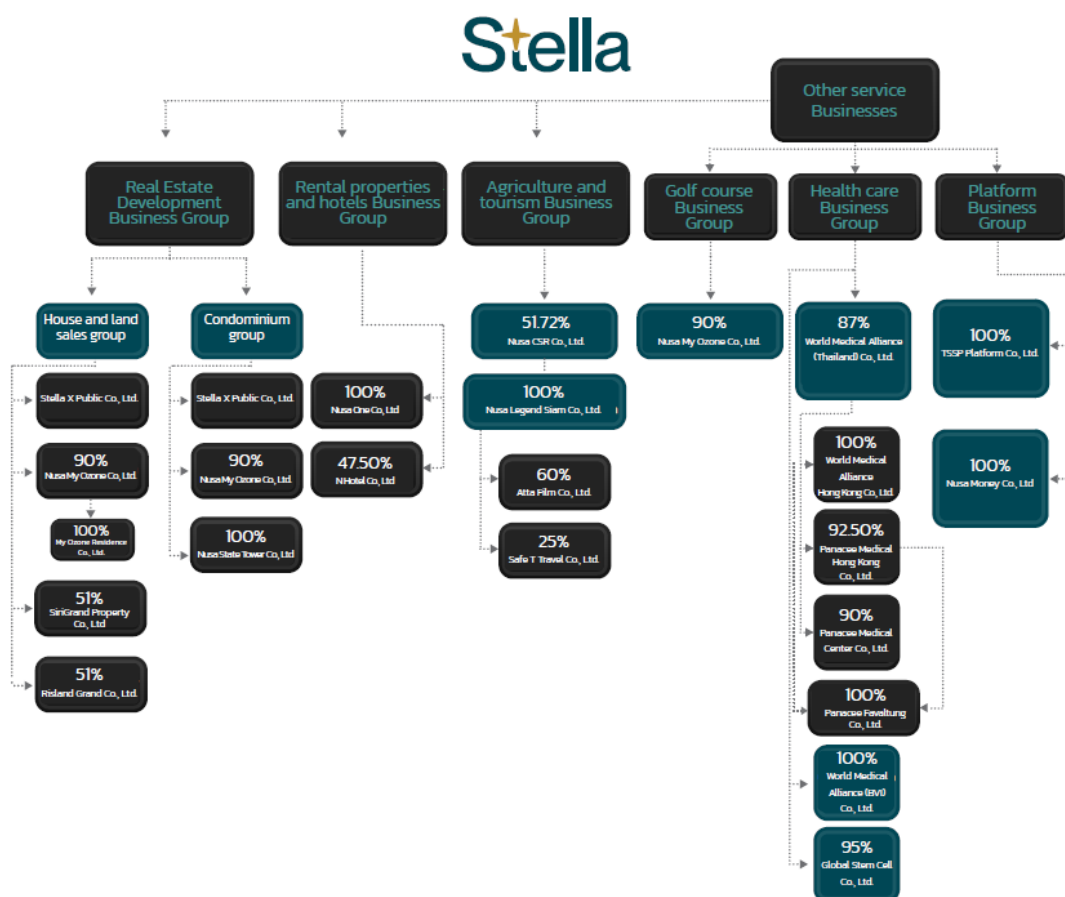 Stella
Other service
Businesses
Real Estate
Development
Business Group
Rental properties
and hotels Business
Group
Agriculture and
tourism Business
Group
Golf course
Business
Group
Health care
Business
Group
Platform
Business
Group
House and land
sales group
Stella X Public Co., Ltd.
90%
Nusa My Ozone Co., Ltd.
100%
My Ozone Residence
Co., Ltd.
51%
SiriGrand Property
Co., Ltd
51%
Risland Grand Co., Ltd.
Condominium
group
Stella X Public Co., Ltd.
90%
Nusa My Ozone Co., Ltd.
100%
Nusa State Tower Co., Ltd
100%
Nusa One Co., Ltd
47.50%
N Hotel Co., Ltd
51.72%
Nusa CSR Co., Ltd.
100%
Nusa Legend Siam Co., Ltd.
60%
Atta Film Co., Ltd.
25%
Safe T Travel Co., Ltd.
90%
Nusa My Ozone Co., Ltd.
87%
World Medical Alliance
(Thailand) Co., Ltd.
100%
World Medical
Alliance
Hong Kong Co., Ltd.
92.50%
Panacee Medical
Hong Kong
Co., Ltd.
90%
Panacee Medical
Center Co., Ltd.
100%
Panacee Favaltung
Co., Ltd.
100%
World Medical
Alliance (BVI)
Co., Ltd.
95%
Global Stem Cell
Co., Ltd.
100%
TSSP Platform Co., Ltd.
100%
Nusa Money Co., Ltd